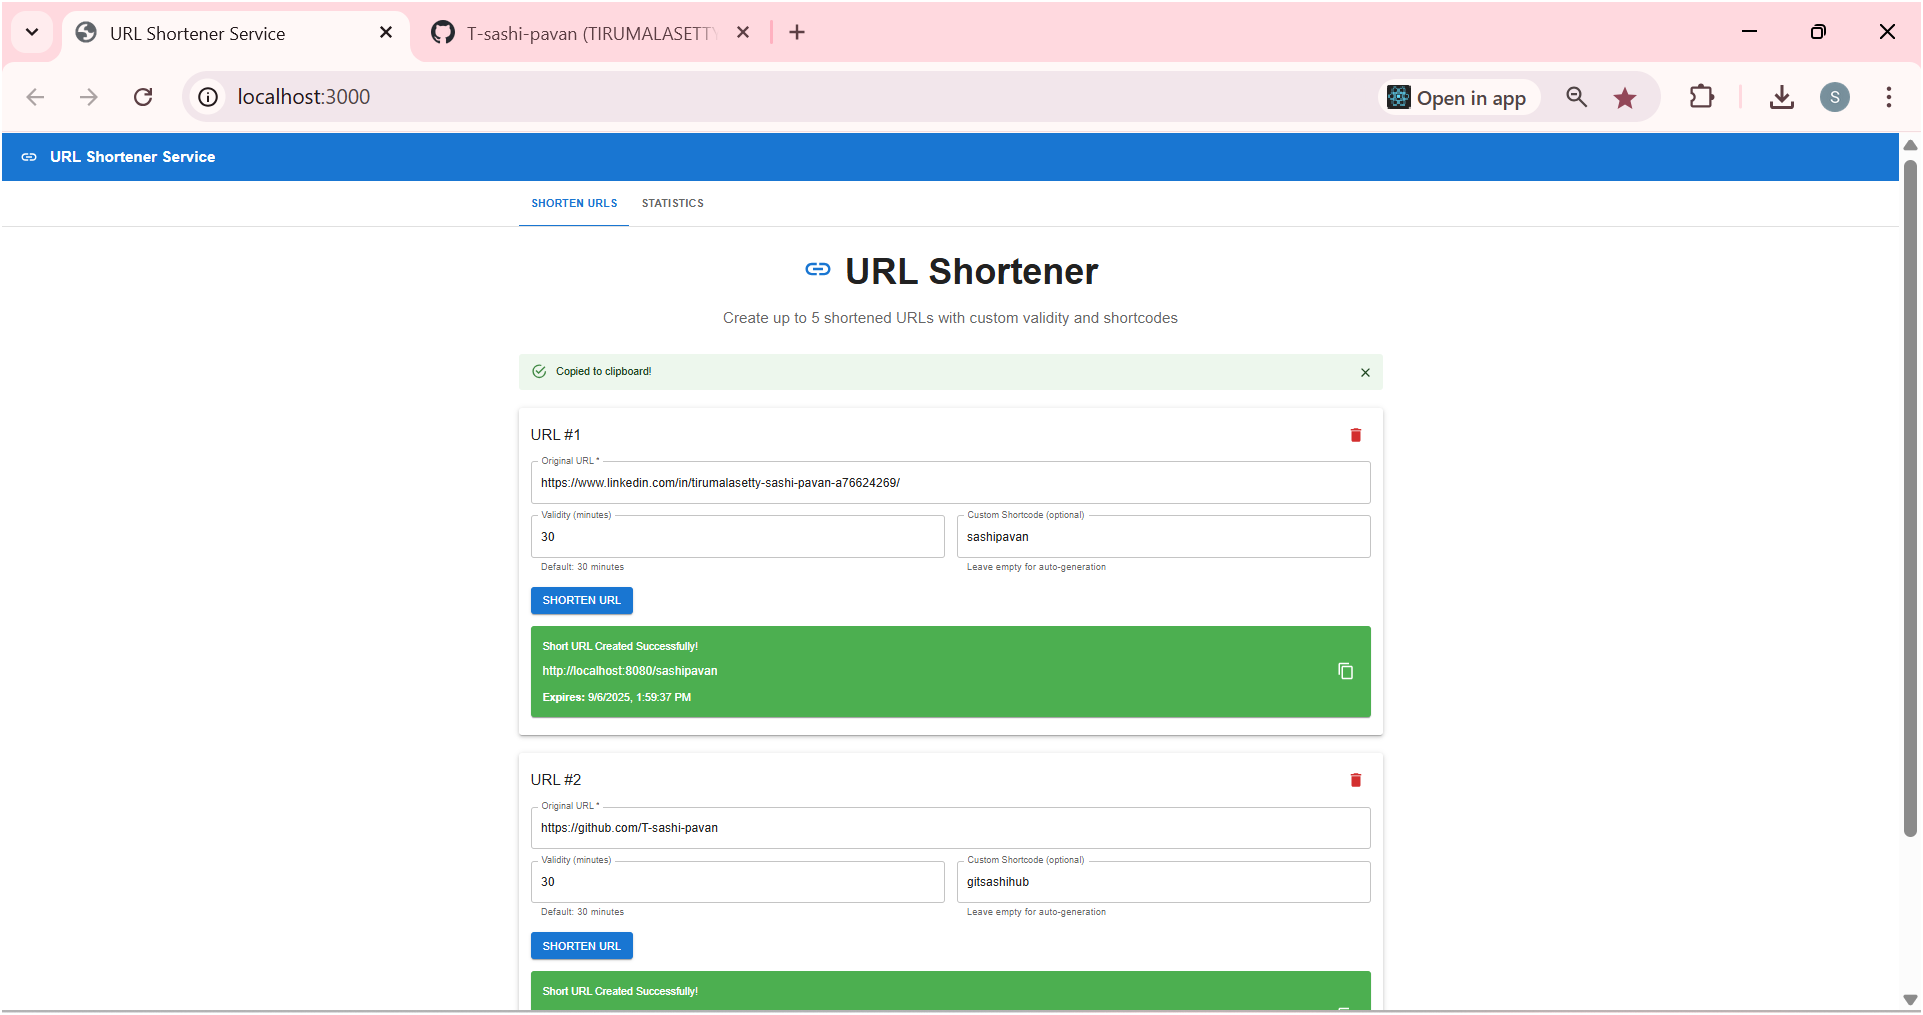 URL Shortener Service
T-sashi-pavan (TIRUMALASETTY
localhost:3000
Open in app
S
URL Shortener Service
SHORTEN URLS
STATISTICS
URL Shortener
Create up to 5 shortened URLs with custom validity and shortcodes
Copied to clipboard!
URL #1
Original URL *
https://www.linkedin.com/in/tirumalasetty-sashi-pavan-a76624269/
Validity (minutes)
30
Default: 30 minutes
Custom Shortcode (optional)
sashipavan
Leave empty for auto-generation
SHORTEN URL
Short URL Created Successfully!
http://localhost:8080/sashipavan
Expires: 9/6/2025, 1:59:37 PM
URL #2
Original URL *
https://github.com/T-sashi-pavan
Validity (minutes)
30
Default: 30 minutes
Custom Shortcode (optional)
gitsashihub
Leave empty for auto-generation
SHORTEN URL
Short URL Created Successfully!